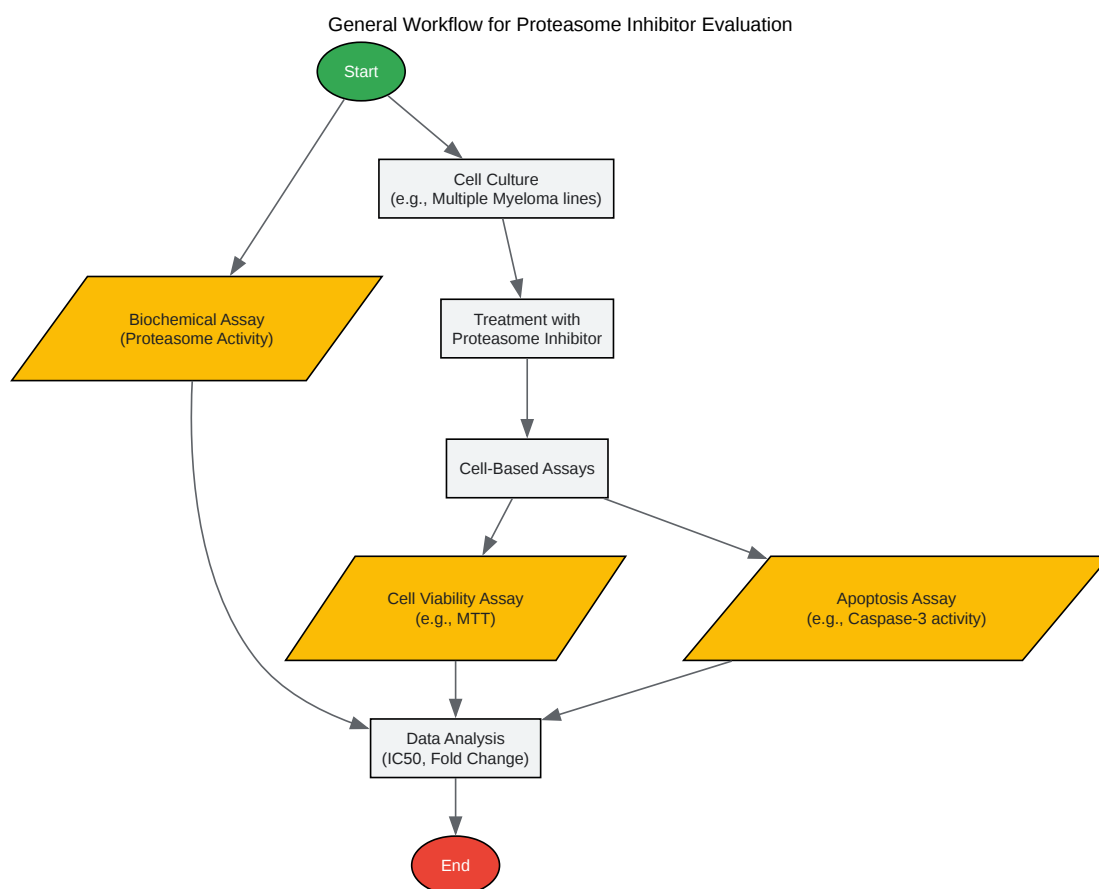 General Workflow for Proteasome Inhibitor Evaluation
Start
Cell Culture
(e.g., Multiple Myeloma lines)
Biochemical Assay
(Proteasome Activity)
Treatment with
Proteasome Inhibitor
Cell-Based Assays
Cell Viability Assay
(e.g., MTT)
Apoptosis Assay
(e.g., Caspase-3 activity)
Data Analysis
(IC50, Fold Change)
End